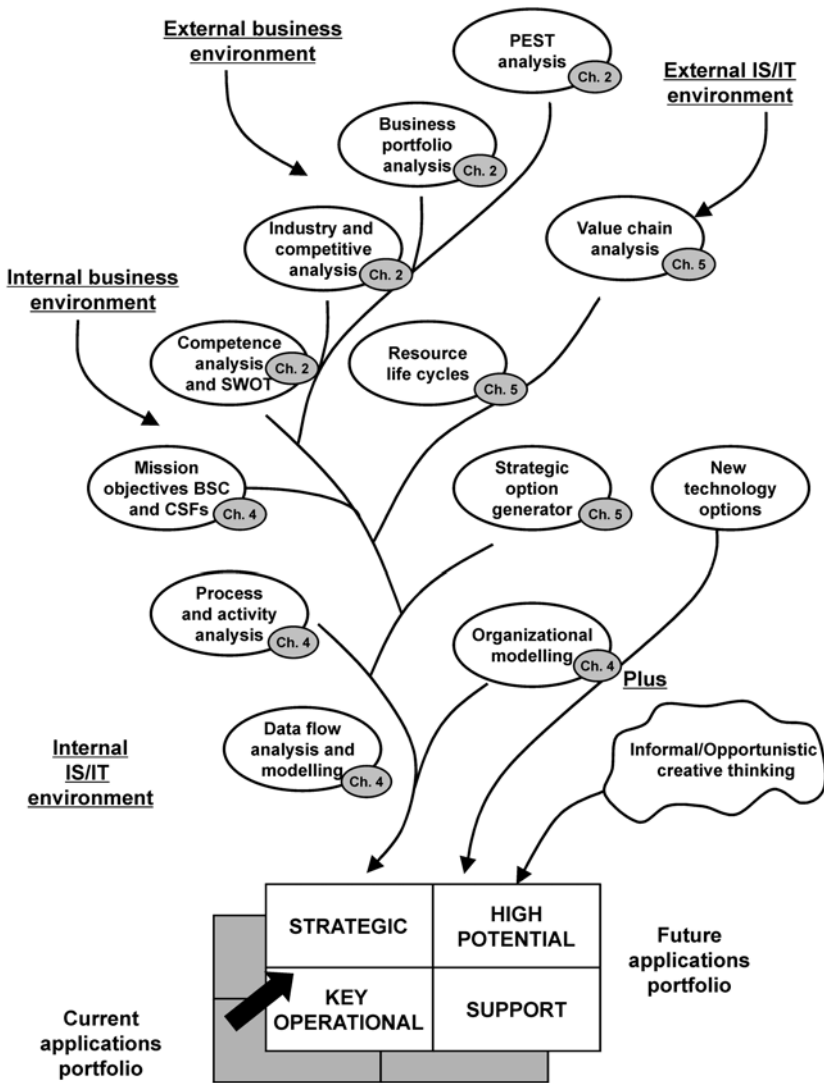 External business
environment
PEST
analysis
Ch. 2
External IS/IT
environment
Business
portfolio
analysis
Ch. 2
Industry and
competitive
analysis
Ch. 2
Value chain
analysis
Ch. 5
Internal business
environment
Competence
analysis
and SWOT
Ch. 2
Resource
life cycles
Ch. 5
Mission
objectives BSC
and CSFs
Ch. 4
Strategic
option
generator
Ch. 5
New
technology
options
Process
and activity
analysis
Ch. 4
Organizational
modelling
Ch. 4
Plus
Data flow
analysis and
modelling
Ch. 4
Internal
IS/IT
environment
Informal/Opportunistic
creative thinking
STRATEGIC
HIGH
POTENTIAL
KEY
OPERATIONAL
SUPPORT
Future
applications
portfolio
Current
applications
portfolio